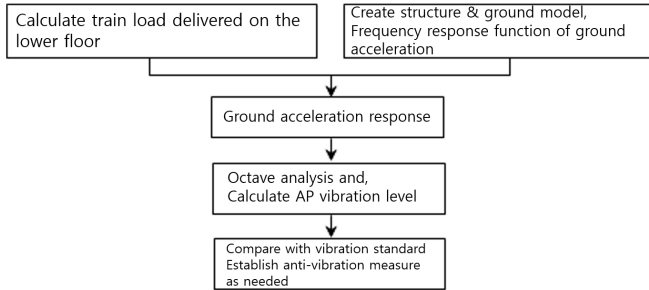 Calculate train load delivered on the
lower floor
Create structure & ground model,
Frequency response function of ground
acceleration
Ground acceleration response
Octave analysis and,
Calculate AP vibration level
Compare with vibration standard
Establish anti-vibration measure
as needed